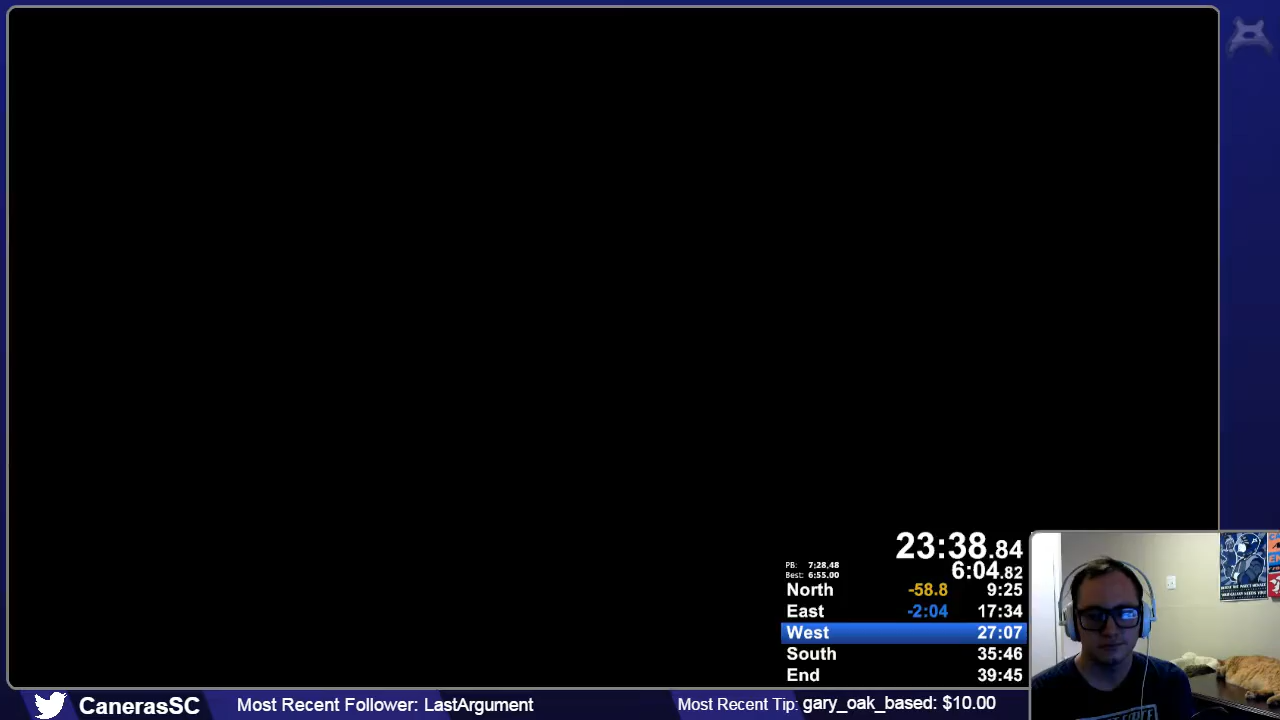 23:38.84
PB: 7:28.48
Best: 6:55.00
6:04.82
North -58.8 9:25
East -2:04 17:34
West 27:07
South 35:46
End 39:45
CanerasSC
Most Recent Follower: LastArgument
Most Recent Tip: gary_oak_based: $10.00